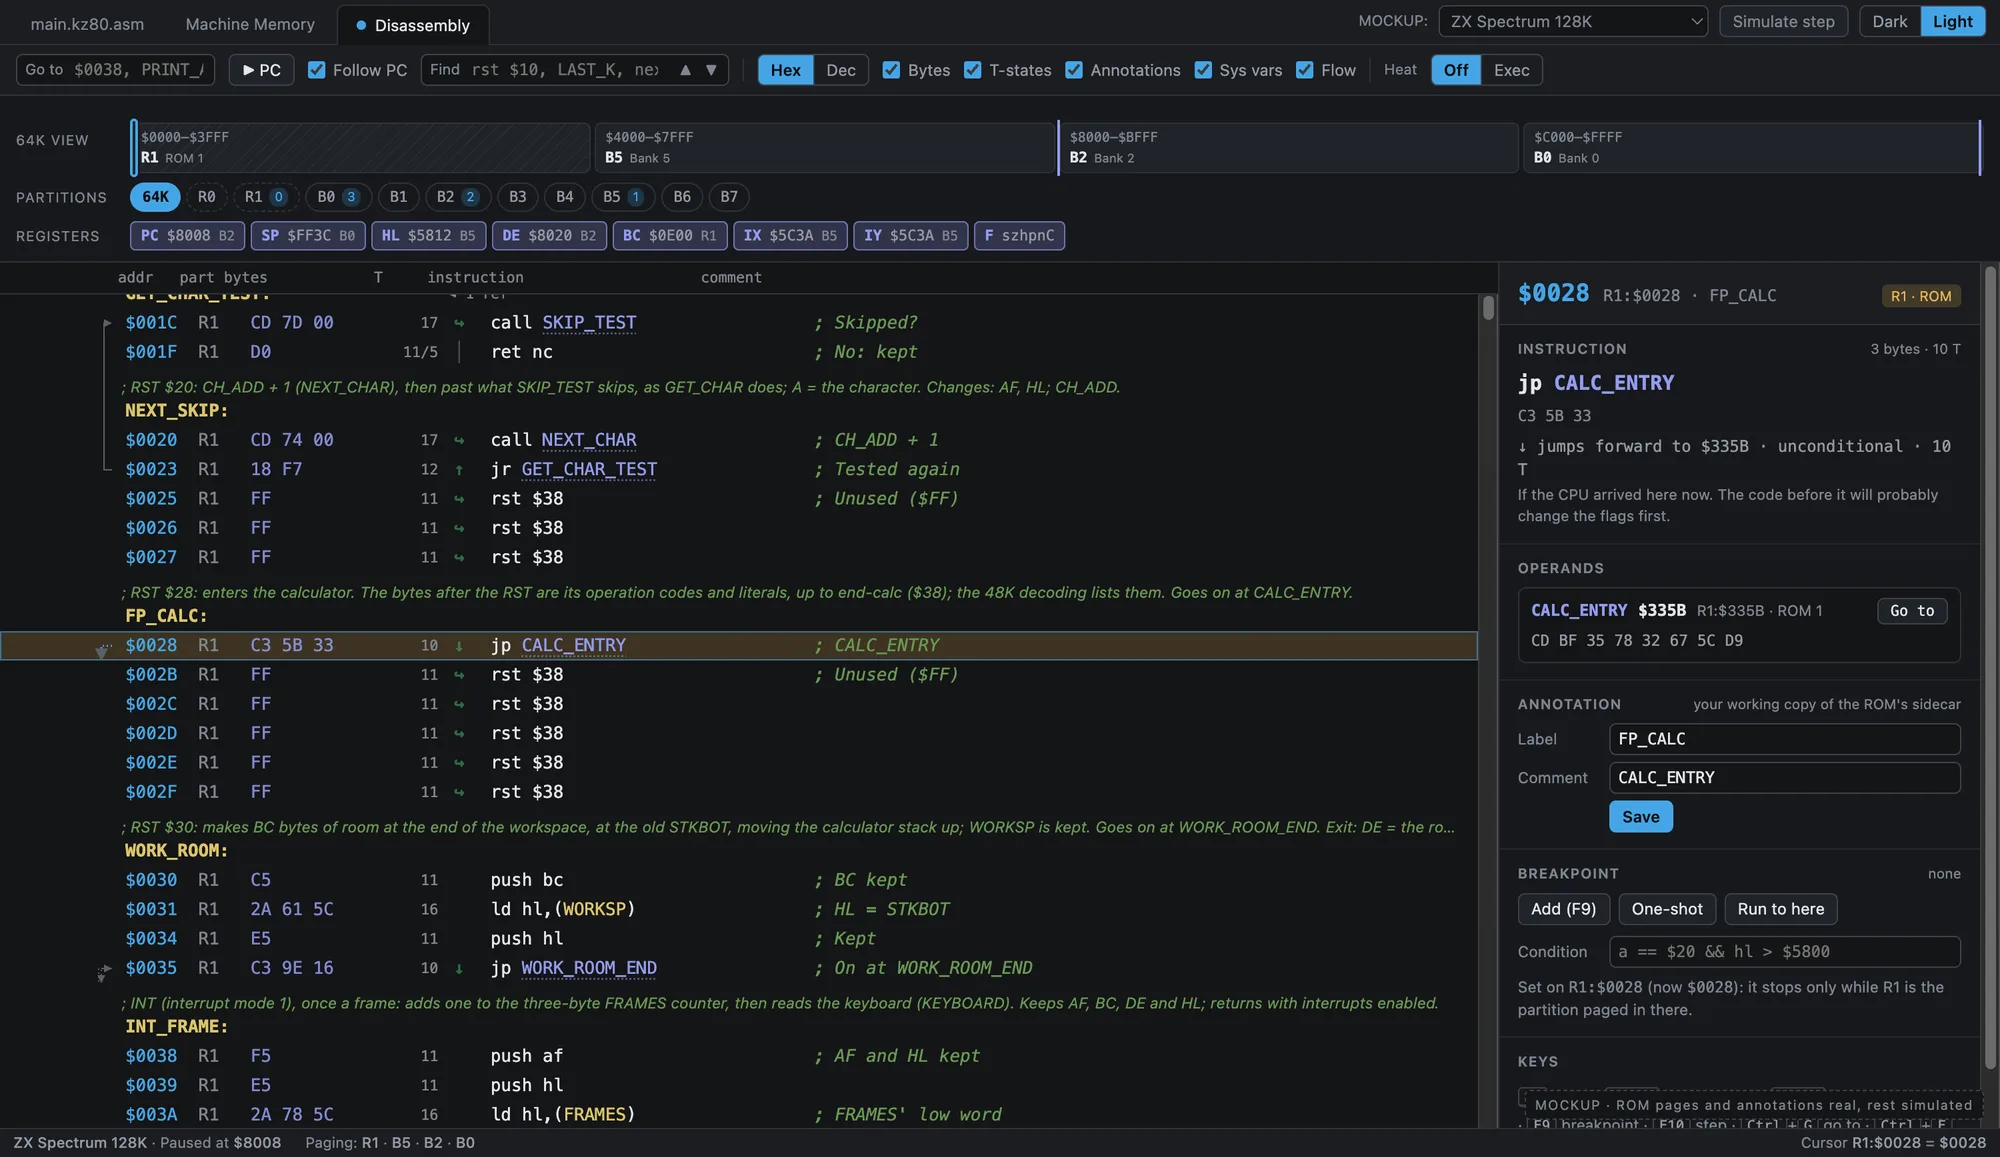 main.kz80.asm Machine Memory Disassembly MOCKUP: ZX Spectrum 128K Simulate step Dark Light
Go to $0038, PRINT_A PC Follow PC Find rst $10, LAST_K, nex ▲ ▼ Hex Dec Bytes T-states Annotations Sys vars Flow Heat Off Exec
64K VIEW
$0000–$3FFF $4000–$7FFF $8000–$BFFF $C000–$FFFF
R1 ROM 1 B5 Bank 5 B2 Bank 2 B0 Bank 0
PARTITIONS 64K R0 R1 0 B0 3 B1 B2 2 B3 B4 B5 1 B6 B7
REGISTERS PC $8008 B2 SP $FF3C B0 HL $5812 B5 DE $8020 B2 BC $0E00 R1 IX $5C3A B5 IY $5C3A B5 F szhpnC
addr part bytes T instruction comment
GET_CHAR_TEST: 1 ref
$001C R1 CD 7D 00 17 ↪ call SKIP_TEST ; Skipped?
$001F R1 D0 11/5 ret nc ; No: kept
; RST $20: CH_ADD + 1 (NEXT_CHAR), then past what SKIP_TEST skips, as GET_CHAR does; A = the character. Changes: AF, HL; CH_ADD.
NEXT_SKIP:
$0020 R1 CD 74 00 17 ↪ call NEXT_CHAR ; CH_ADD + 1
$0023 R1 18 F7 12 ↑ jr GET_CHAR_TEST ; Tested again
$0025 R1 FF 11 ↪ rst $38 ; Unused ($FF)
$0026 R1 FF 11 ↪ rst $38
$0027 R1 FF 11 ↪ rst $38
; RST $28: enters the calculator. The bytes after the RST are its operation codes and literals, up to end-calc ($38); the 48K decoding lists them. Goes on at CALC_ENTRY.
FP_CALC:
$0028 R1 C3 5B 33 10 ↓ jp CALC_ENTRY ; CALC_ENTRY
$002B R1 FF 11 ↪ rst $38 ; Unused ($FF)
$002C R1 FF 11 ↪ rst $38
$002D R1 FF 11 ↪ rst $38
$002E R1 FF 11 ↪ rst $38
$002F R1 FF 11 ↪ rst $38
; RST $30: makes BC bytes of room at the end of the workspace, at the old STKBOT, moving the calculator stack up; WORKSP is kept. Goes on at WORK_ROOM_END. Exit: DE = the ro…
WORK_ROOM:
$0030 R1 C5 11 push bc ; BC kept
$0031 R1 2A 61 5C 16 ld hl,(WORKSP) ; HL = STKBOT
$0034 R1 E5 11 push hl ; Kept
$0035 R1 C3 9E 16 10 ↓ jp WORK_ROOM_END ; On at WORK_ROOM_END
; INT (interrupt mode 1), once a frame: adds one to the three-byte FRAMES counter, then reads the keyboard (KEYBOARD). Keeps AF, BC, DE and HL; returns with interrupts enabled.
INT_FRAME:
$0038 R1 F5 11 push af ; AF and HL kept
$0039 R1 E5 11 push hl
$003A R1 2A 78 5C 16 ld hl,(FRAMES) ; FRAMES' low word
$0028 R1:$0028 · FP_CALC R1 · ROM
INSTRUCTION 3 bytes · 10 T
jp CALC_ENTRY
C3 5B 33
↓ jumps forward to $335B · unconditional · 10
T
If the CPU arrived here now. The code before it will probably
change the flags first.
OPERANDS
CALC_ENTRY $335B R1:$335B · ROM 1 Go to
CD BF 35 78 32 67 5C D9
ANNOTATION your working copy of the ROM's sidecar
Label FP_CALC
Comment CALC_ENTRY
Save
BREAKPOINT none
Add (F9) One-shot Run to here
Condition a == $20 && hl > $5800
Set on R1:$0028 (now $0028): it stops only while R1 is the
partition paged in there.
KEYS
MOCKUP · ROM pages and annotations real, rest simulated
· F9 breakpoint · F10 step · Ctrl + G go to · Ctrl + F
ZX Spectrum 128K · Paused at $8008 Paging: R1 · B5 · B2 · B0 Cursor R1:$0028 = $0028